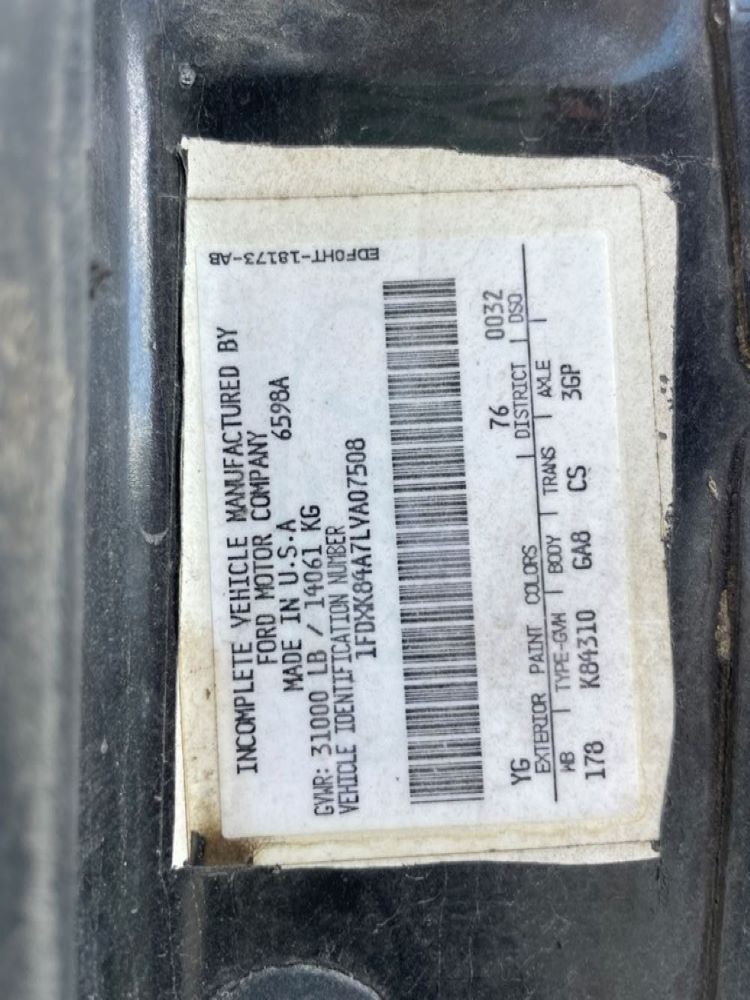 EDFOHT-18173-AB
INCOMPLETE VEHICLE MANUFACTURED BY
FORD MOTOR COMPANY
MADE IN U.S.A 6598A
GVWR: 31000 LB / 14061 KG
VEHICLE IDENTIFICATION NUMBER
1FDXK84A7LVA07508
YG 76 0032
EXTERIOR PAINT COLORS | DISTRICT | DSO
WB | TYPE-GVW | BODY | TRANS | AXLE
178 K84310 GA8 CS 3GP